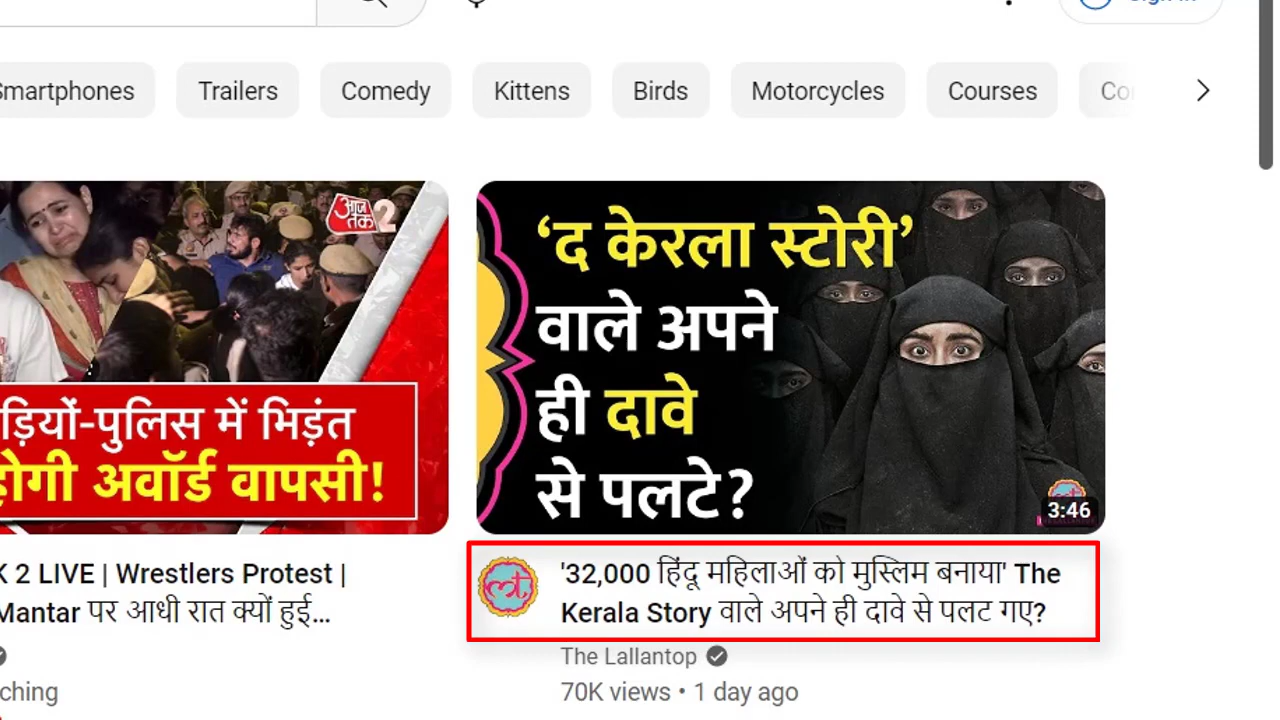 Smartphones
Trailers
Comedy
Kittens
Birds
Motorcycles
Courses
आज तक 2
ड़ियों-पुलिस में भिड़ंत
होगी अवॉर्ड वापसी!
‘द केरला स्टोरी’
वाले अपने
ही दावे
से पलटे?
3:46
K 2 LIVE | Wrestlers Protest |
Mantar पर आधी रात क्यों हुई...
ching
'32,000 हिंदू महिलाओं को मुस्लिम बनाया' The
Kerala Story वाले अपने ही दावे से पलट गए?
The Lallantop
70K views • 1 day ago